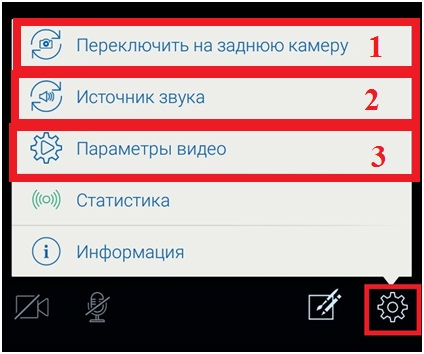 Переключить на заднюю камеру 1
Источник звука 2
Параметры видео 3
Статистика
Информация